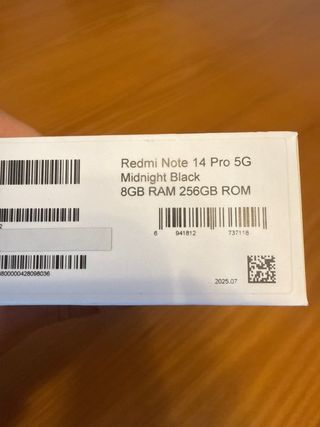 Redmi Note 14 Pro 5G
Midnight Black
8GB RAM 256GB ROM
6 941812 737118
2025.07